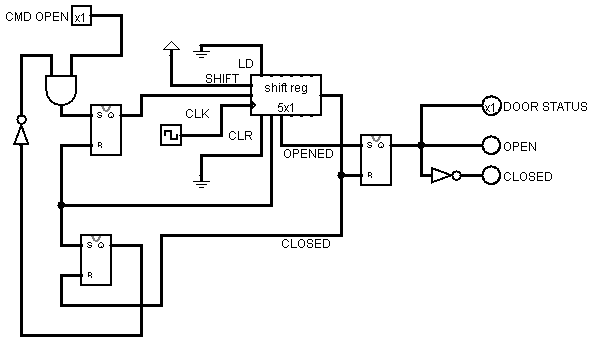 CMD OPEN x1
LD
SHIFT
shift reg
5x1
CLK
CLR
S Q
R
OPENED
S Q
R
x1 DOOR STATUS
OPEN
CLOSED
CLOSED
S Q
R